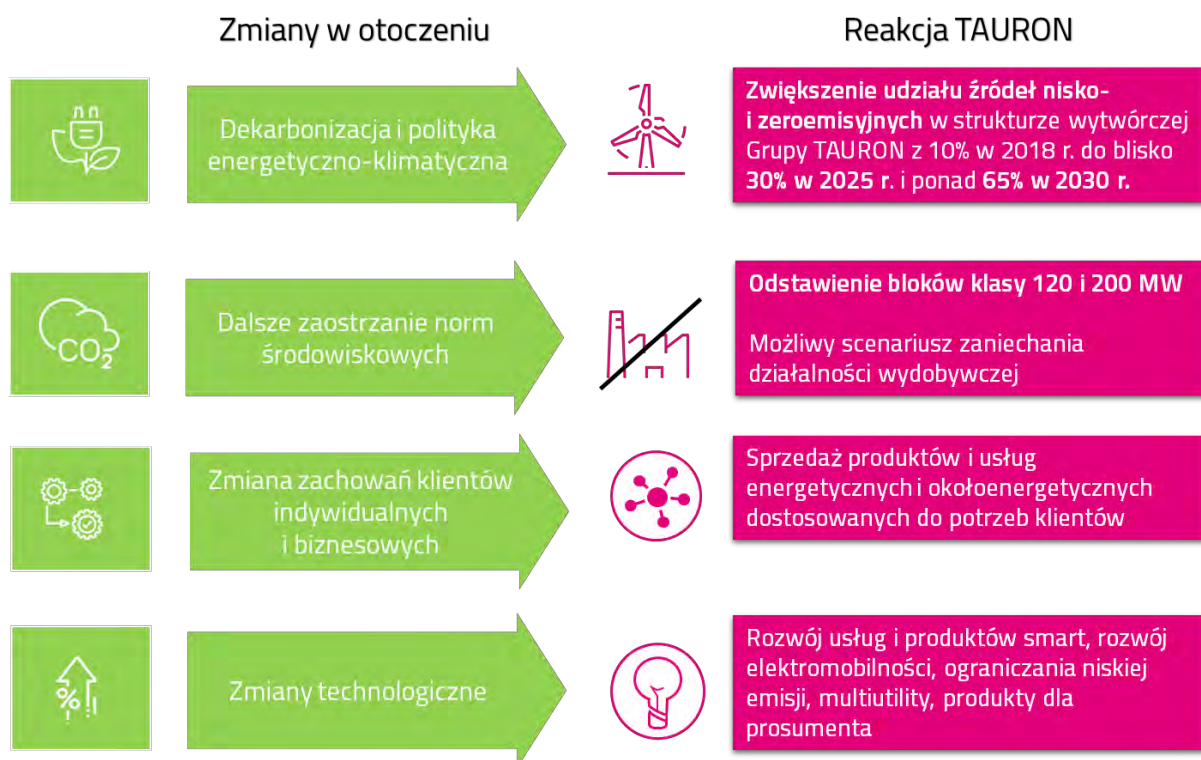 Zmiany w otoczeniu
Reakcja TAURON
Dekarbonizacja i polityka
energetyczno-klimatyczna
Zwiększenie udziału źródeł nisko-
i zeroemisyjnych w strukturze wytwórczej
Grupy TAURON z 10% w 2018 r. do blisko
30% w 2025 r. i ponad 65% w 2030 r.
CO2
Dalsze zaostrzanie norm
środowiskowych
Odstawienie bloków klasy 120 i 200 MW
Możliwy scenariusz zaniechania
działalności wydobywczej
Zmiana zachowań klientów
indywidualnych
i biznesowych
Sprzedaż produktów i usług
energetycznych i okołoenergetycznych
dostosowanych do potrzeb klientów
%
Zmiany technologiczne
Rozwój usług i produktów smart, rozwój
elektromobilności, ograniczania niskiej
emisji, multiutility, produkty dla
prosumenta